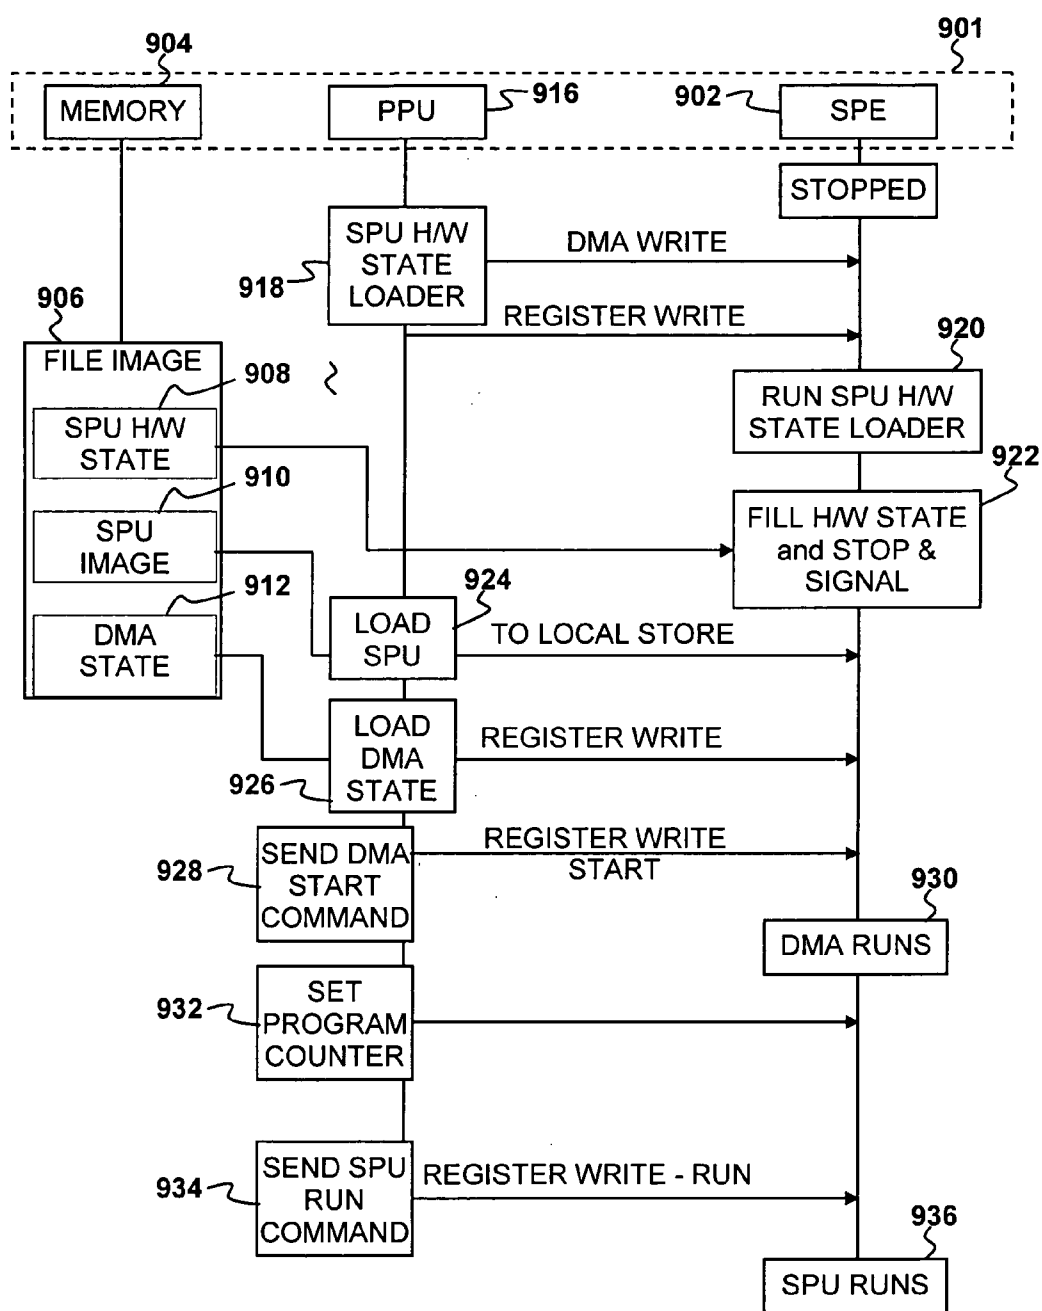 904
901
MEMORY
PPU
916
902
SPE
STOPPED
SPU H/W
STATE
LOADER
918
DMA WRITE
REGISTER WRITE
906
FILE IMAGE
908
SPU H/W
STATE
920
RUN SPU H/W
STATE LOADER
910
SPU
IMAGE
922
FILL H/W STATE
and STOP &
SIGNAL
912
DMA
STATE
924
LOAD
SPU
TO LOCAL STORE
LOAD
DMA
STATE
926
REGISTER WRITE
928
SEND DMA
START
COMMAND
REGISTER WRITE
START
930
DMA RUNS
932
SET
PROGRAM
COUNTER
934
SEND SPU
RUN
COMMAND
REGISTER WRITE - RUN
936
SPU RUNS